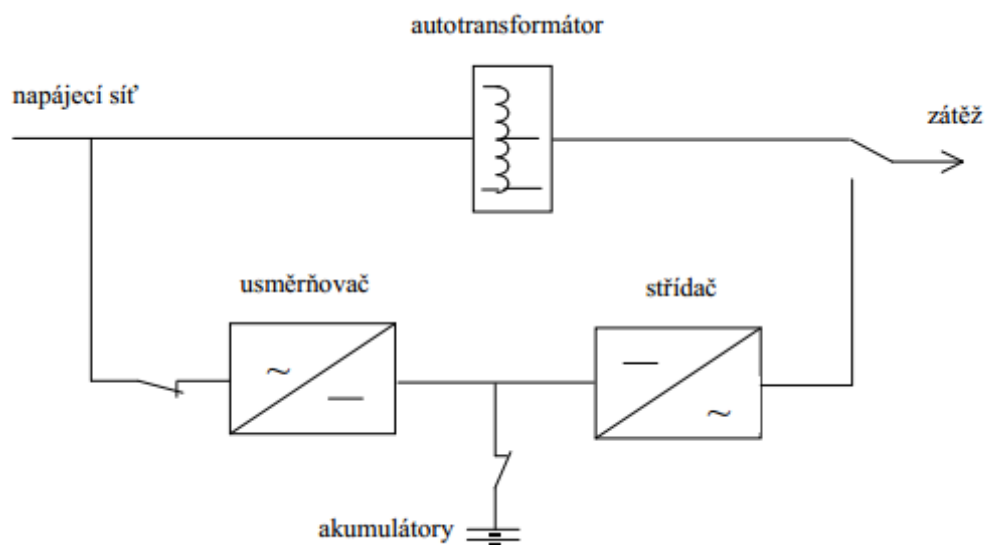 autotransformátor
napájecí síť
zátěž
usměrňovač
střídač
akumulátory